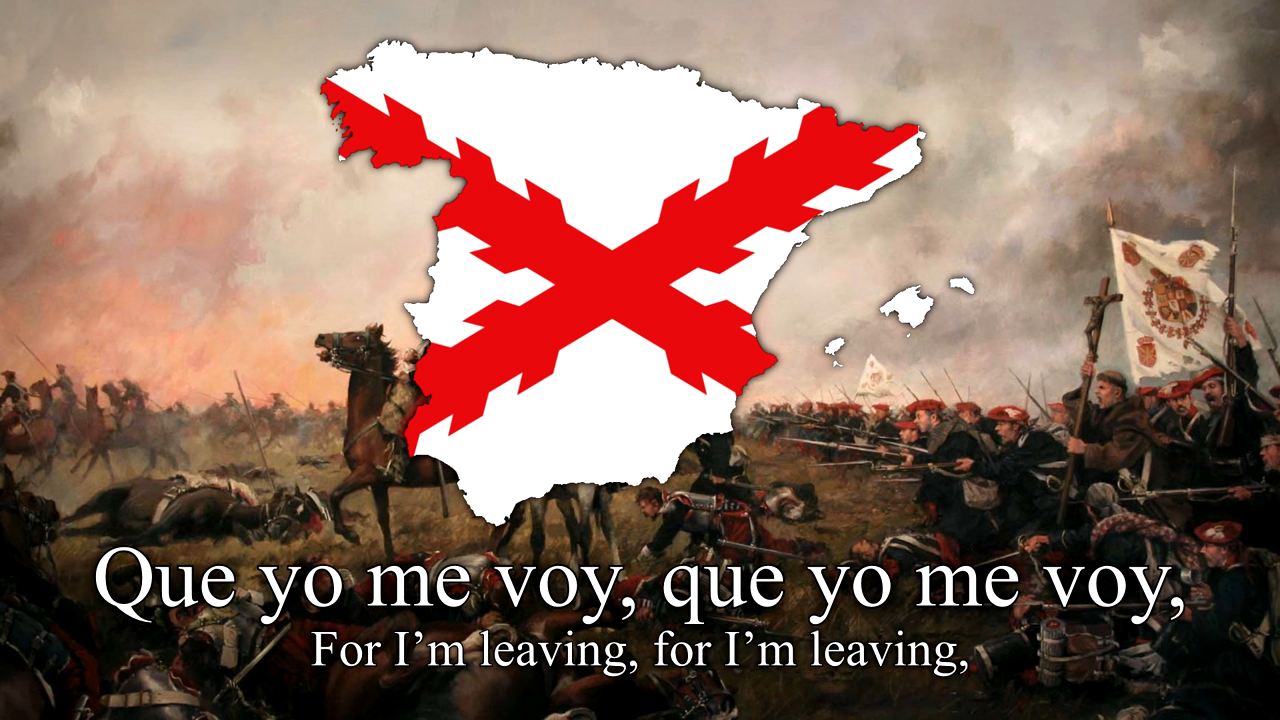 Que yo me voy, que yo me voy,
For I’m leaving, for I’m leaving,